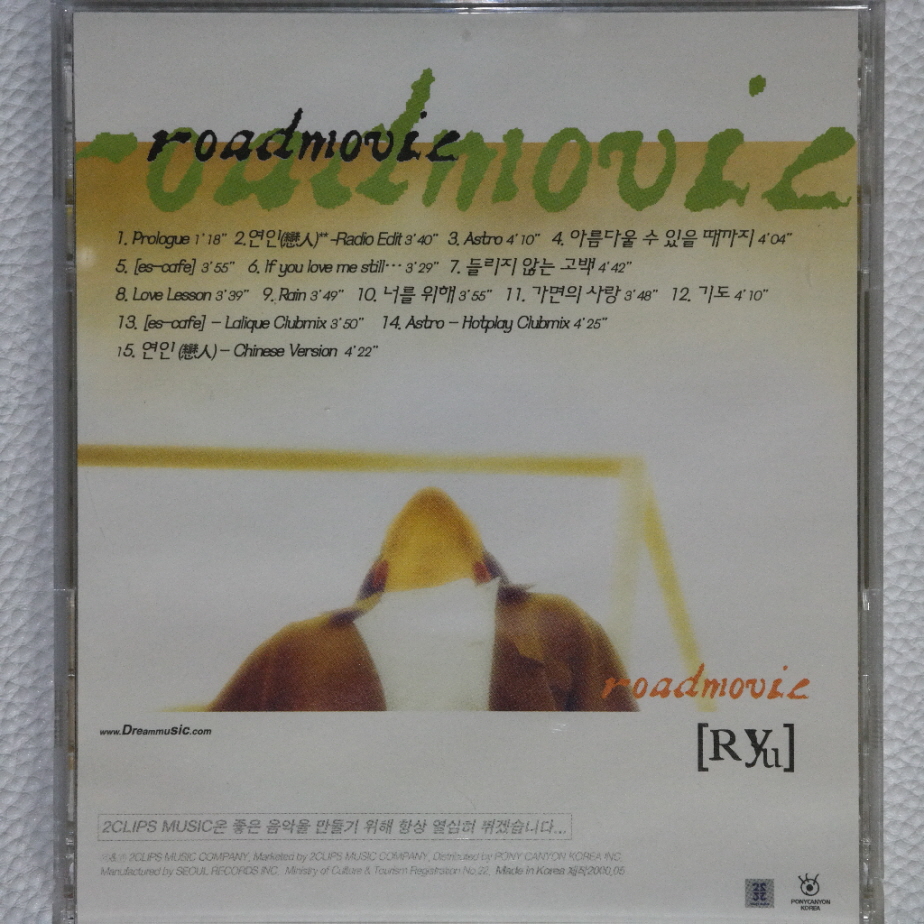 roadmovie
roadmovie
1. Prologue 1'18" 2.연인(戀人)** -Radio Edit 3'40" 3. Astro 4'10" 4. 아름다울 수 있을 때까지 4'04"
5. [es-cafe] 3'55" 6. If you love me still… 3'29" 7. 들리지 않는 고백 4'42"
8. Love Lesson 3'39" 9. Rain 3'49" 10. 너를 위해 3'55" 11. 가면의 사랑 3'48" 12. 기도 4'10"
13. [es-cafe] - Lalique Clubmix 3'50" 14. Astro - Hotplay Clubmix 4'25"
15. 연인 (戀人) - Chinese Version 4'22"
roadmovie
[Ryu]
www.Dreammusic.com
2CLIPS MUSIC은 좋은 음악을 만들기 위해 항상 열심히 뛰겠습니다...
℗&© 2CLIPS MUSIC COMPANY, Marketed by 2CLIPS MUSIC COMPANY, Distributed by PONY CANYON KOREA INC.
Manufactured by SEOUL RECORDS INC. Ministry of Culture & Tourism Registration No.22. Made in Korea 제작2000.05
PONYCANYON
KOREA